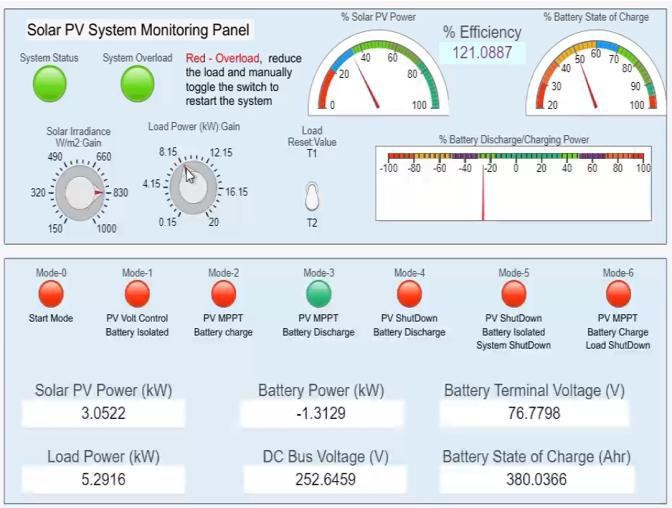 Solar PV System Monitoring Panel
System Status
System Overload
Red - Overload, reduce
the load and manually
toggle the switch to
restart the system
% Solar PV Power
0
20
40
60
80
100
% Efficiency
121.0887
% Battery State of Charge
20
30
40
50
60
70
80
90
100
Solar Irradiance
W/m2:Gain
150
320
490
660
830
1000
Load Power (kW):Gain
0.15
4.15
8.15
12.15
16.15
20
Load
Reset:Value
T1
T2
% Battery Discharge/Charging Power
-100 -80 -60 -40 -20 0 20 40 60 80 100
Mode-0
Start Mode
Mode-1
PV Volt Control
Battery Isolated
Mode-2
PV MPPT
Battery charge
Mode-3
PV MPPT
Battery Discharge
Mode-4
PV ShutDown
Battery Discharge
Mode-5
PV ShutDown
Battery Isolated
System ShutDown
Mode-6
PV MPPT
Battery Charge
Load ShutDown
Solar PV Power (kW)
3.0522
Battery Power (kW)
-1.3129
Battery Terminal Voltage (V)
76.7798
Load Power (kW)
5.2916
DC Bus Voltage (V)
252.6459
Battery State of Charge (Ahr)
380.0366